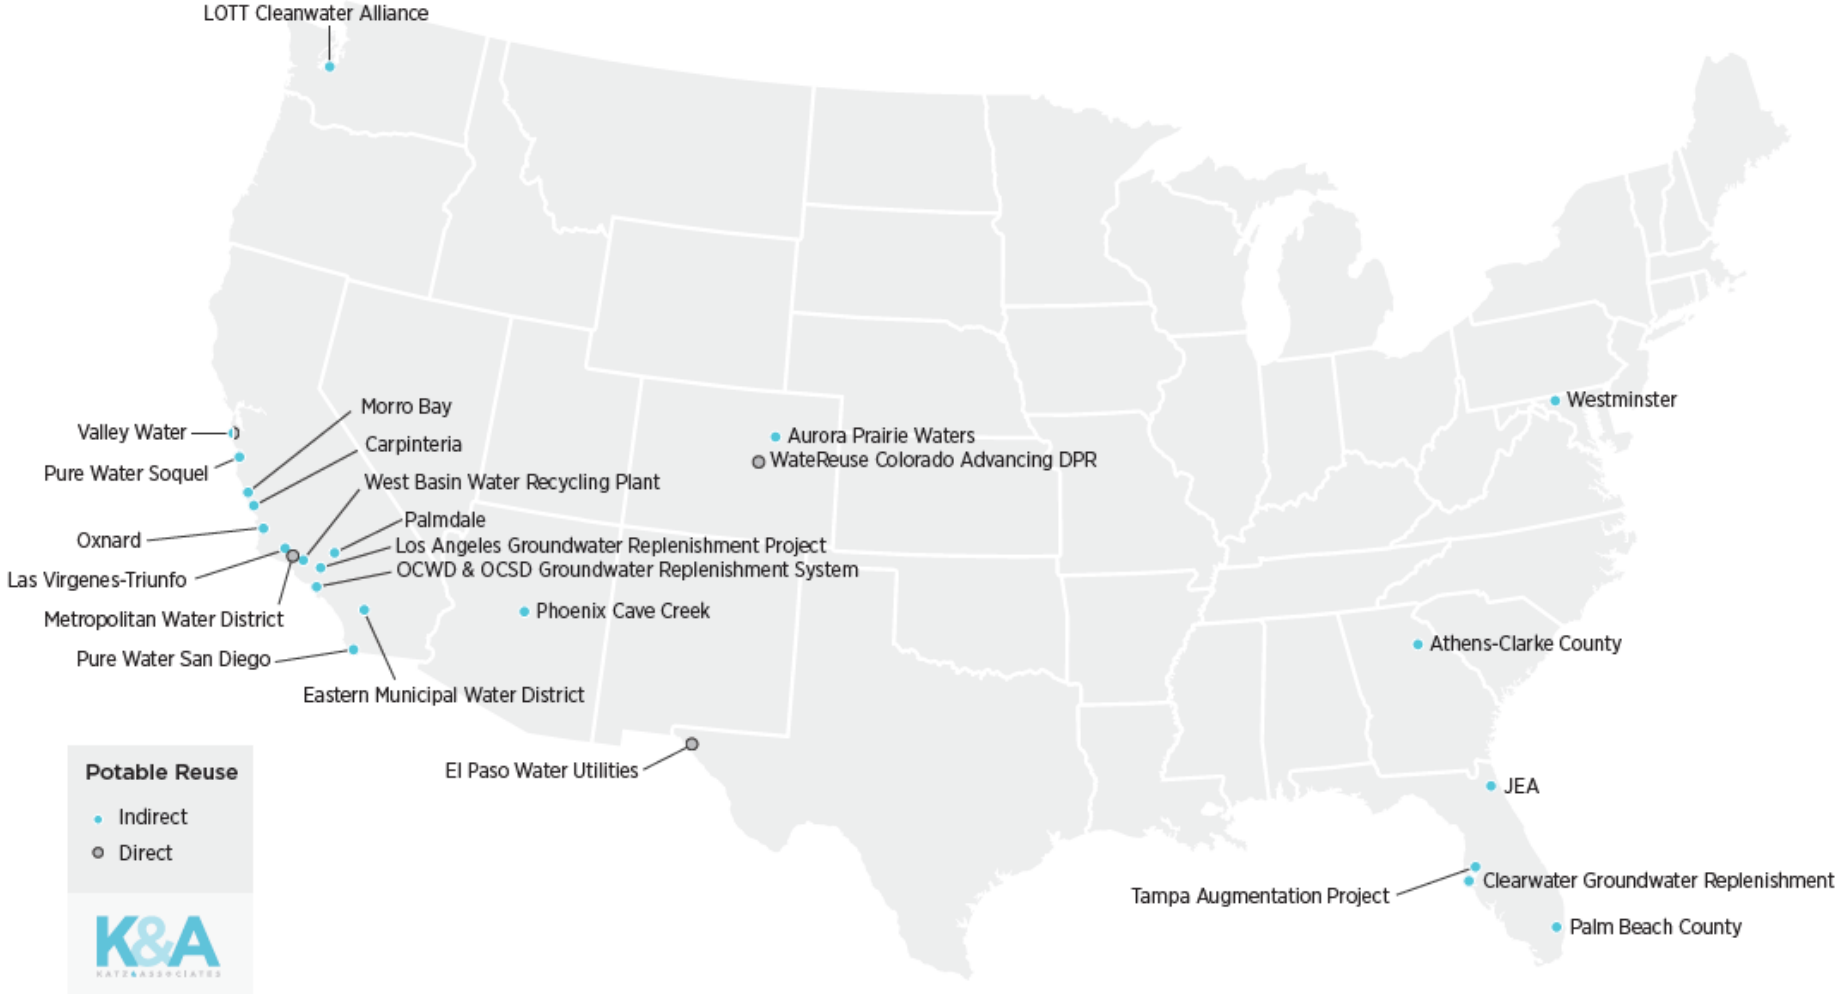 LOTT Cleanwater Alliance
Morro Bay
Valley Water
Carpinteria
Pure Water Soquel
West Basin Water Recycling Plant
Palmdale
Oxnard
Los Angeles Groundwater Replenishment Project
Las Virgenes-Triunfo
OCWD & OCSD Groundwater Replenishment System
Metropolitan Water District
Phoenix Cave Creek
Pure Water San Diego
Eastern Municipal Water District
El Paso Water Utilities
Aurora Prairie Waters
WateReuse Colorado Advancing DPR
Westminster
Athens-Clarke County
JEA
Tampa Augmentation Project
Clearwater Groundwater Replenishment
Palm Beach County
Potable Reuse
Indirect
Direct
K&A
KATZ&ASSOCIATES